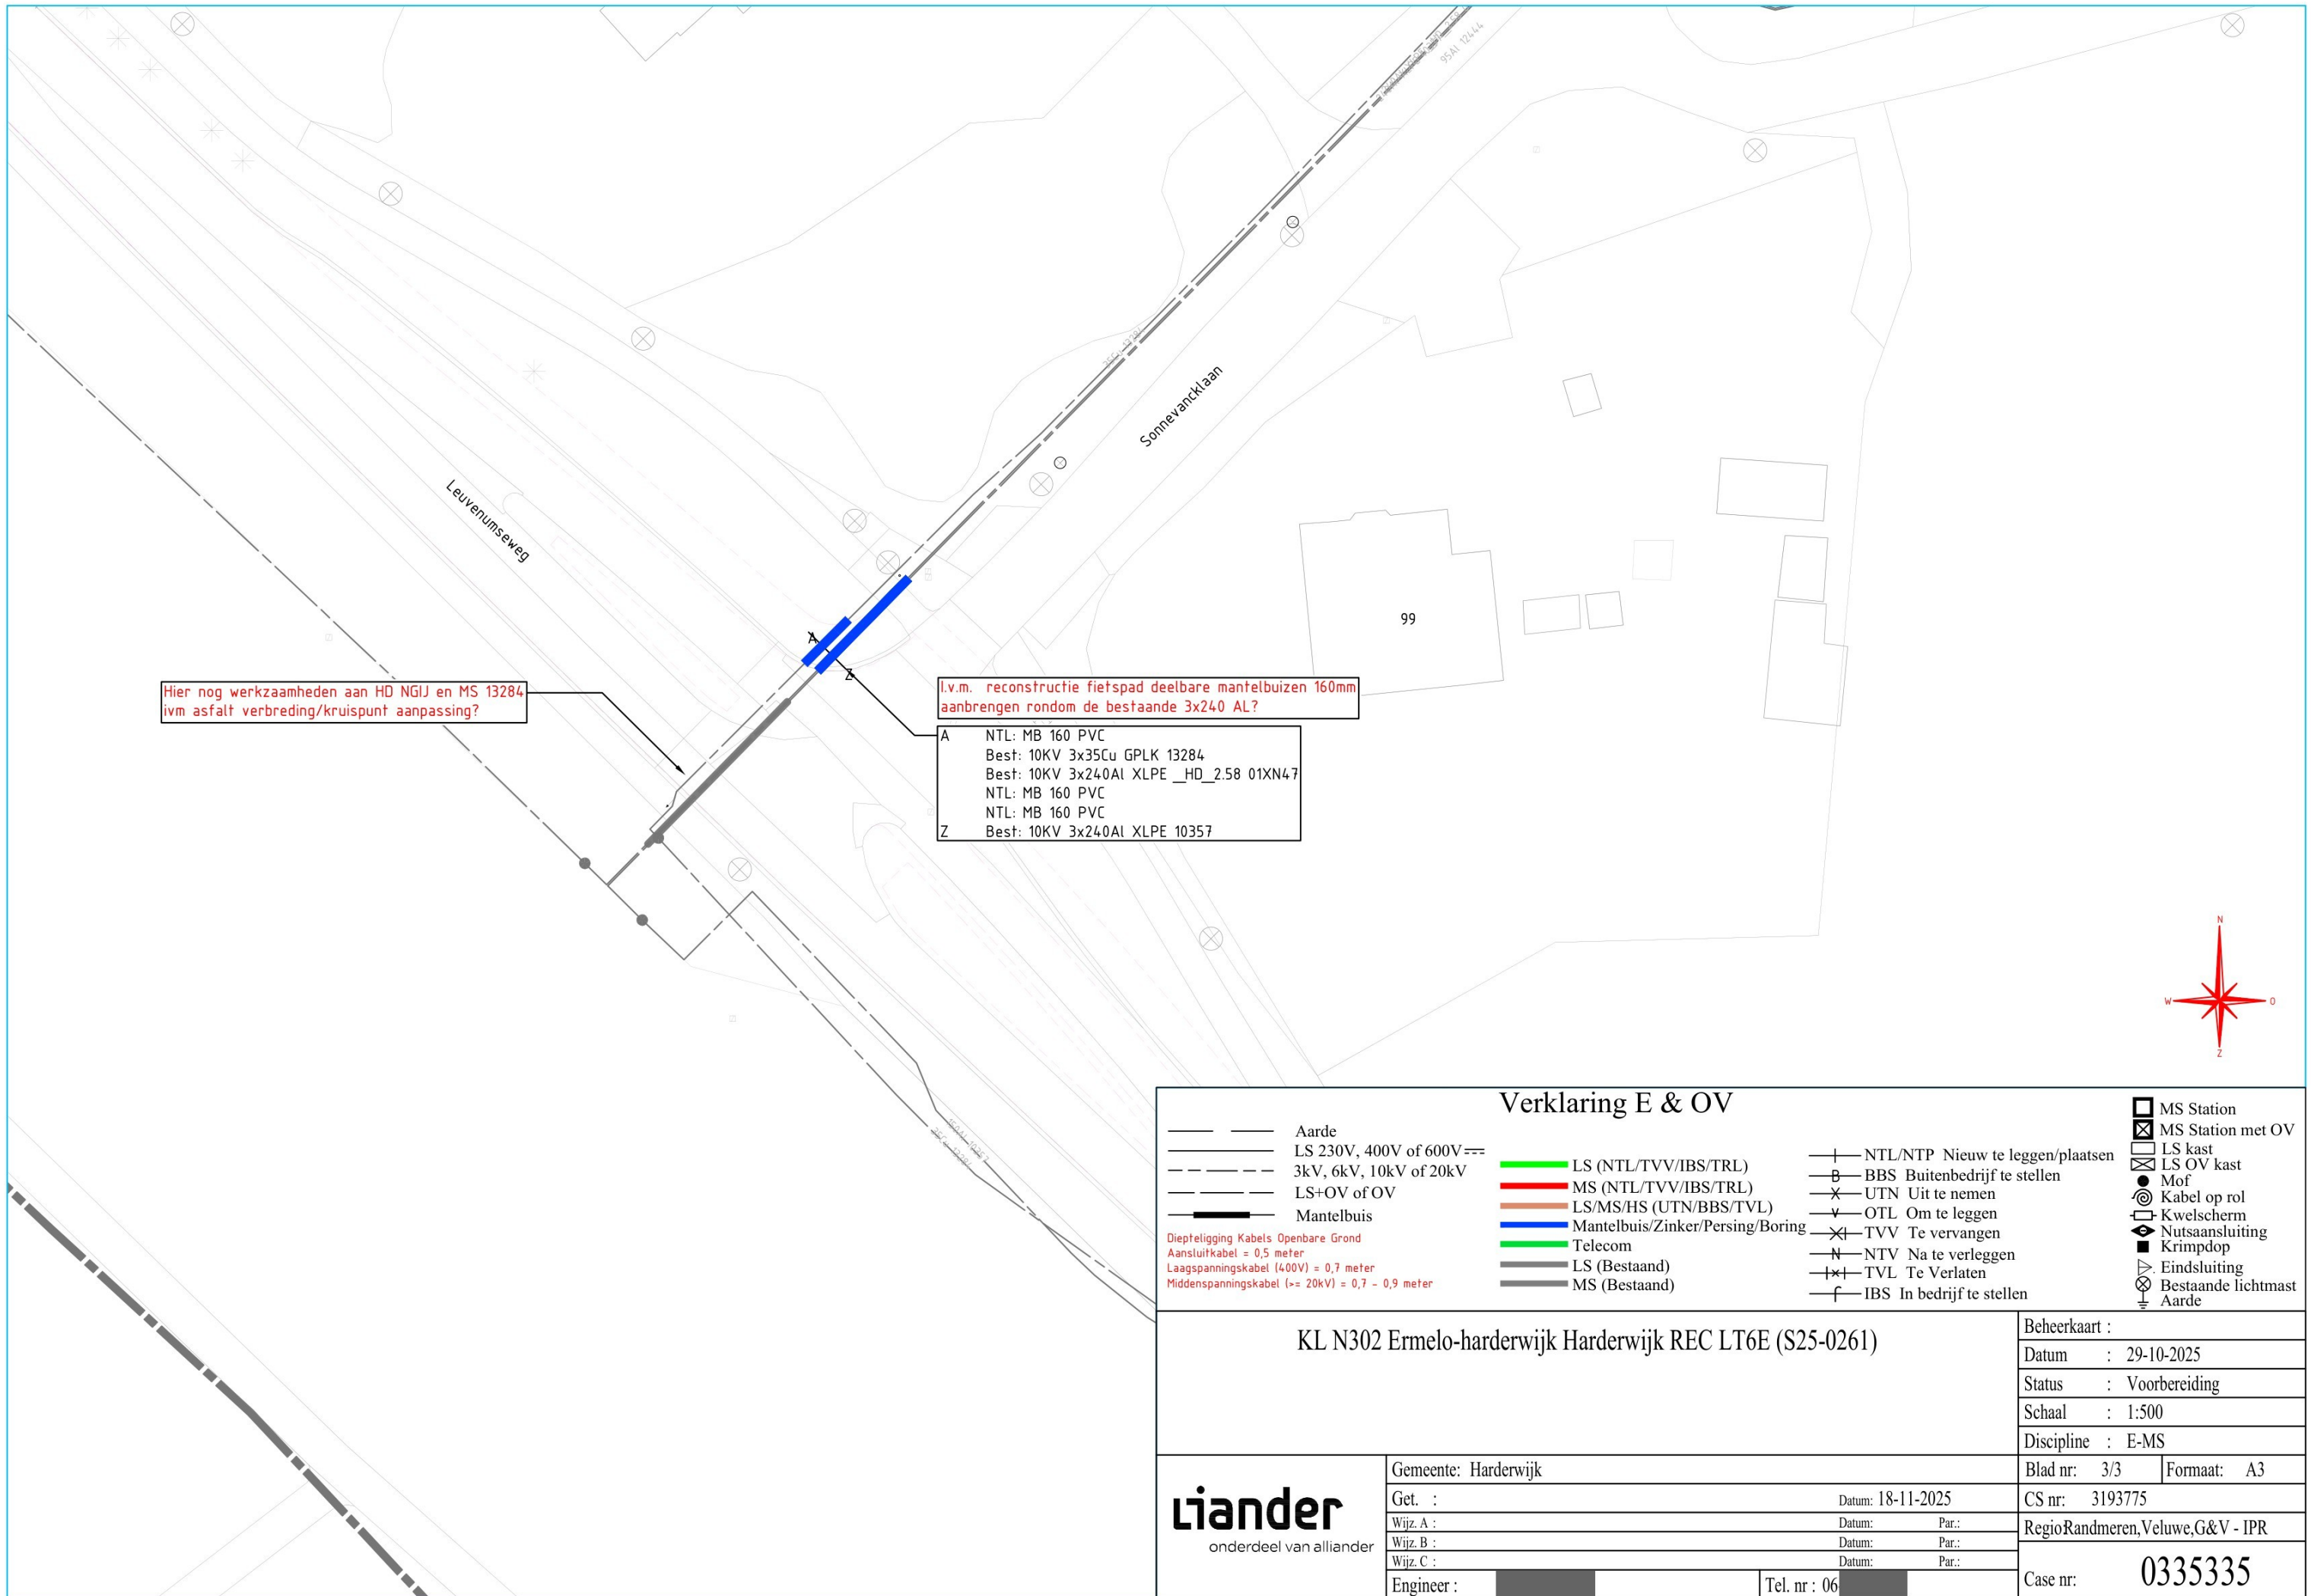 95Al 12444
35Cu 13284
Sonnevancklaan
Leuvenumseweg
99
A
Z
Hier nog werkzaamheden aan HD NGIJ en MS 13284
ivm asfalt verbreding/kruispunt aanpassing?
I.v.m. reconstructie fietspad deelbare mantelbuizen 160mm
aanbrengen rondom de bestaande 3x240 AL?
A NTL: MB 160 PVC
Best: 10KV 3x35Cu GPLK 13284
Best: 10KV 3x240Al XLPE _HD_2.58 01XN47
NTL: MB 160 PVC
NTL: MB 160 PVC
Z Best: 10KV 3x240Al XLPE 10357
150Al 10357
35Cu 13284
N
W
O
Z
Verklaring E & OV
Aarde
LS 230V, 400V of 600V
3kV, 6kV, 10kV of 20kV
LS+OV of OV
Mantelbuis
Diepteligging Kabels Openbare Grond
Aansluitkabel = 0,5 meter
Laagspanningskabel (400V) = 0,7 meter
Middenspanningskabel (>= 20kV) = 0,7 - 0,9 meter
LS (NTL/TVV/IBS/TRL)
MS (NTL/TVV/IBS/TRL)
LS/MS/HS (UTN/BBS/TVL)
Mantelbuis/Zinker/Persing/Boring
Telecom
LS (Bestaand)
MS (Bestaand)
NTL/NTP Nieuw te leggen/plaatsen
B BBS Buitenbedrijf te stellen
UTN Uit te nemen
OTL Om te leggen
TVV Te vervangen
N NTV Na te verleggen
TVL Te Verlaten
IBS In bedrijf te stellen
MS Station
MS Station met OV
LS kast
LS OV kast
Mof
Kabel op rol
Kwelscherm
Nutsaansluiting
Krimpdop
Eindsluiting
Bestaande lichtmast
Aarde
KL N302 Ermelo-harderwijk Harderwijk REC LT6E (S25-0261)
Beheerkaart :
Datum : 29-10-2025
Status : Voorbereiding
Schaal : 1:500
Discipline : E-MS
Blad nr: 3/3 Formaat: A3
CS nr: 3193775
Regio: Randmeren,Veluwe,G&V - IPR
Case nr: 0335335
Liander
onderdeel van alliander
Gemeente: Harderwijk
Get. : Datum: 18-11-2025
Wijz. A : Datum: Par.:
Wijz. B : Datum: Par.:
Wijz. C : Datum: Par.:
Engineer : Tel. nr : 06